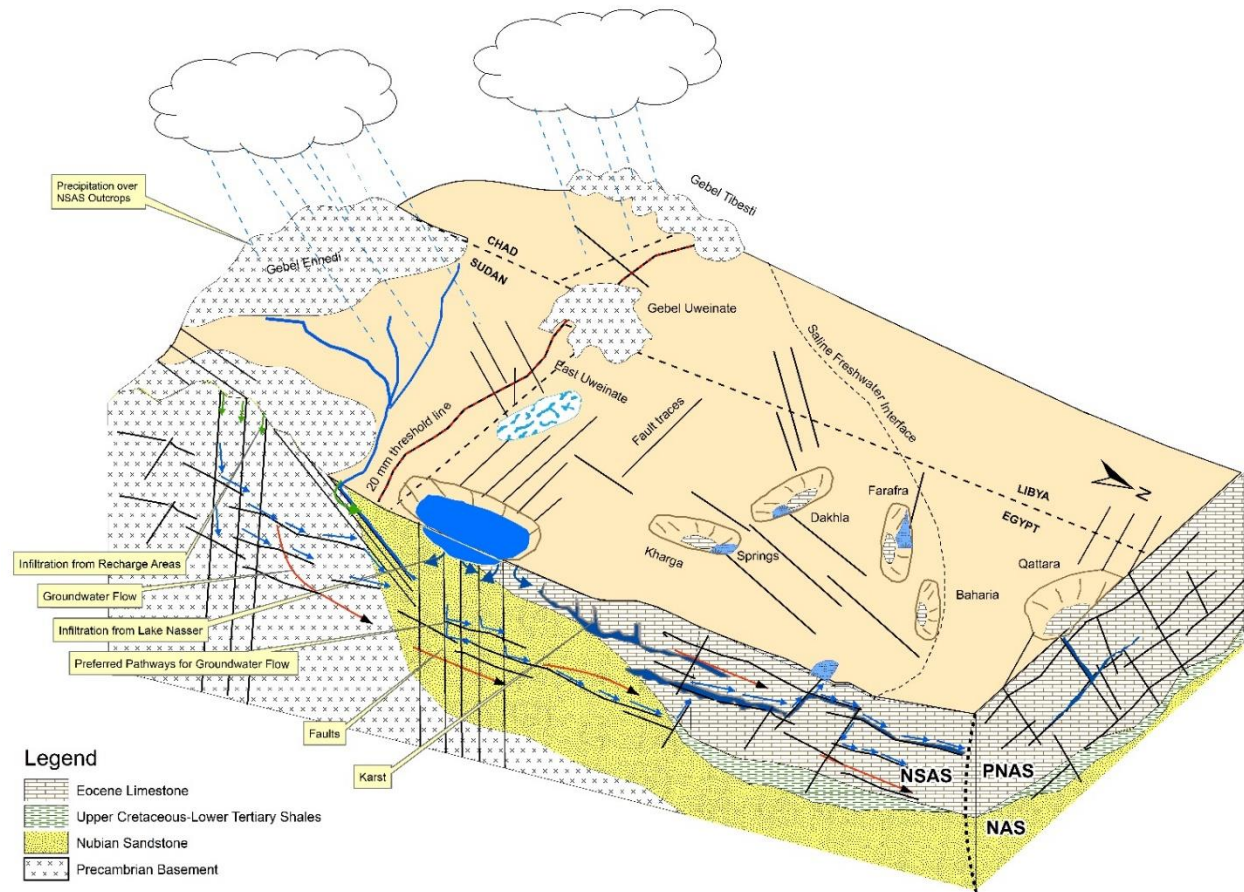 Precipitation over
NSAS Outcrops
Gebel Ennedi
CHAD
SUDAN
Gebel Tibesti
Gebel Uweinate
Saline Freshwater Interface
East Uweinate
20 mm threshold line
Fault traces
LIBYA
EGYPT
N
Farafra
Dakhla
Kharga
Springs
Baharia
Qattara
Infiltration from Recharge Areas
Groundwater Flow
Infiltration from Lake Nasser
Preferred Pathways for Groundwater Flow
Faults
Karst
NSAS
PNAS
NAS
Legend
Eocene Limestone
Upper Cretaceous-Lower Tertiary Shales
Nubian Sandstone
Precambrian Basement